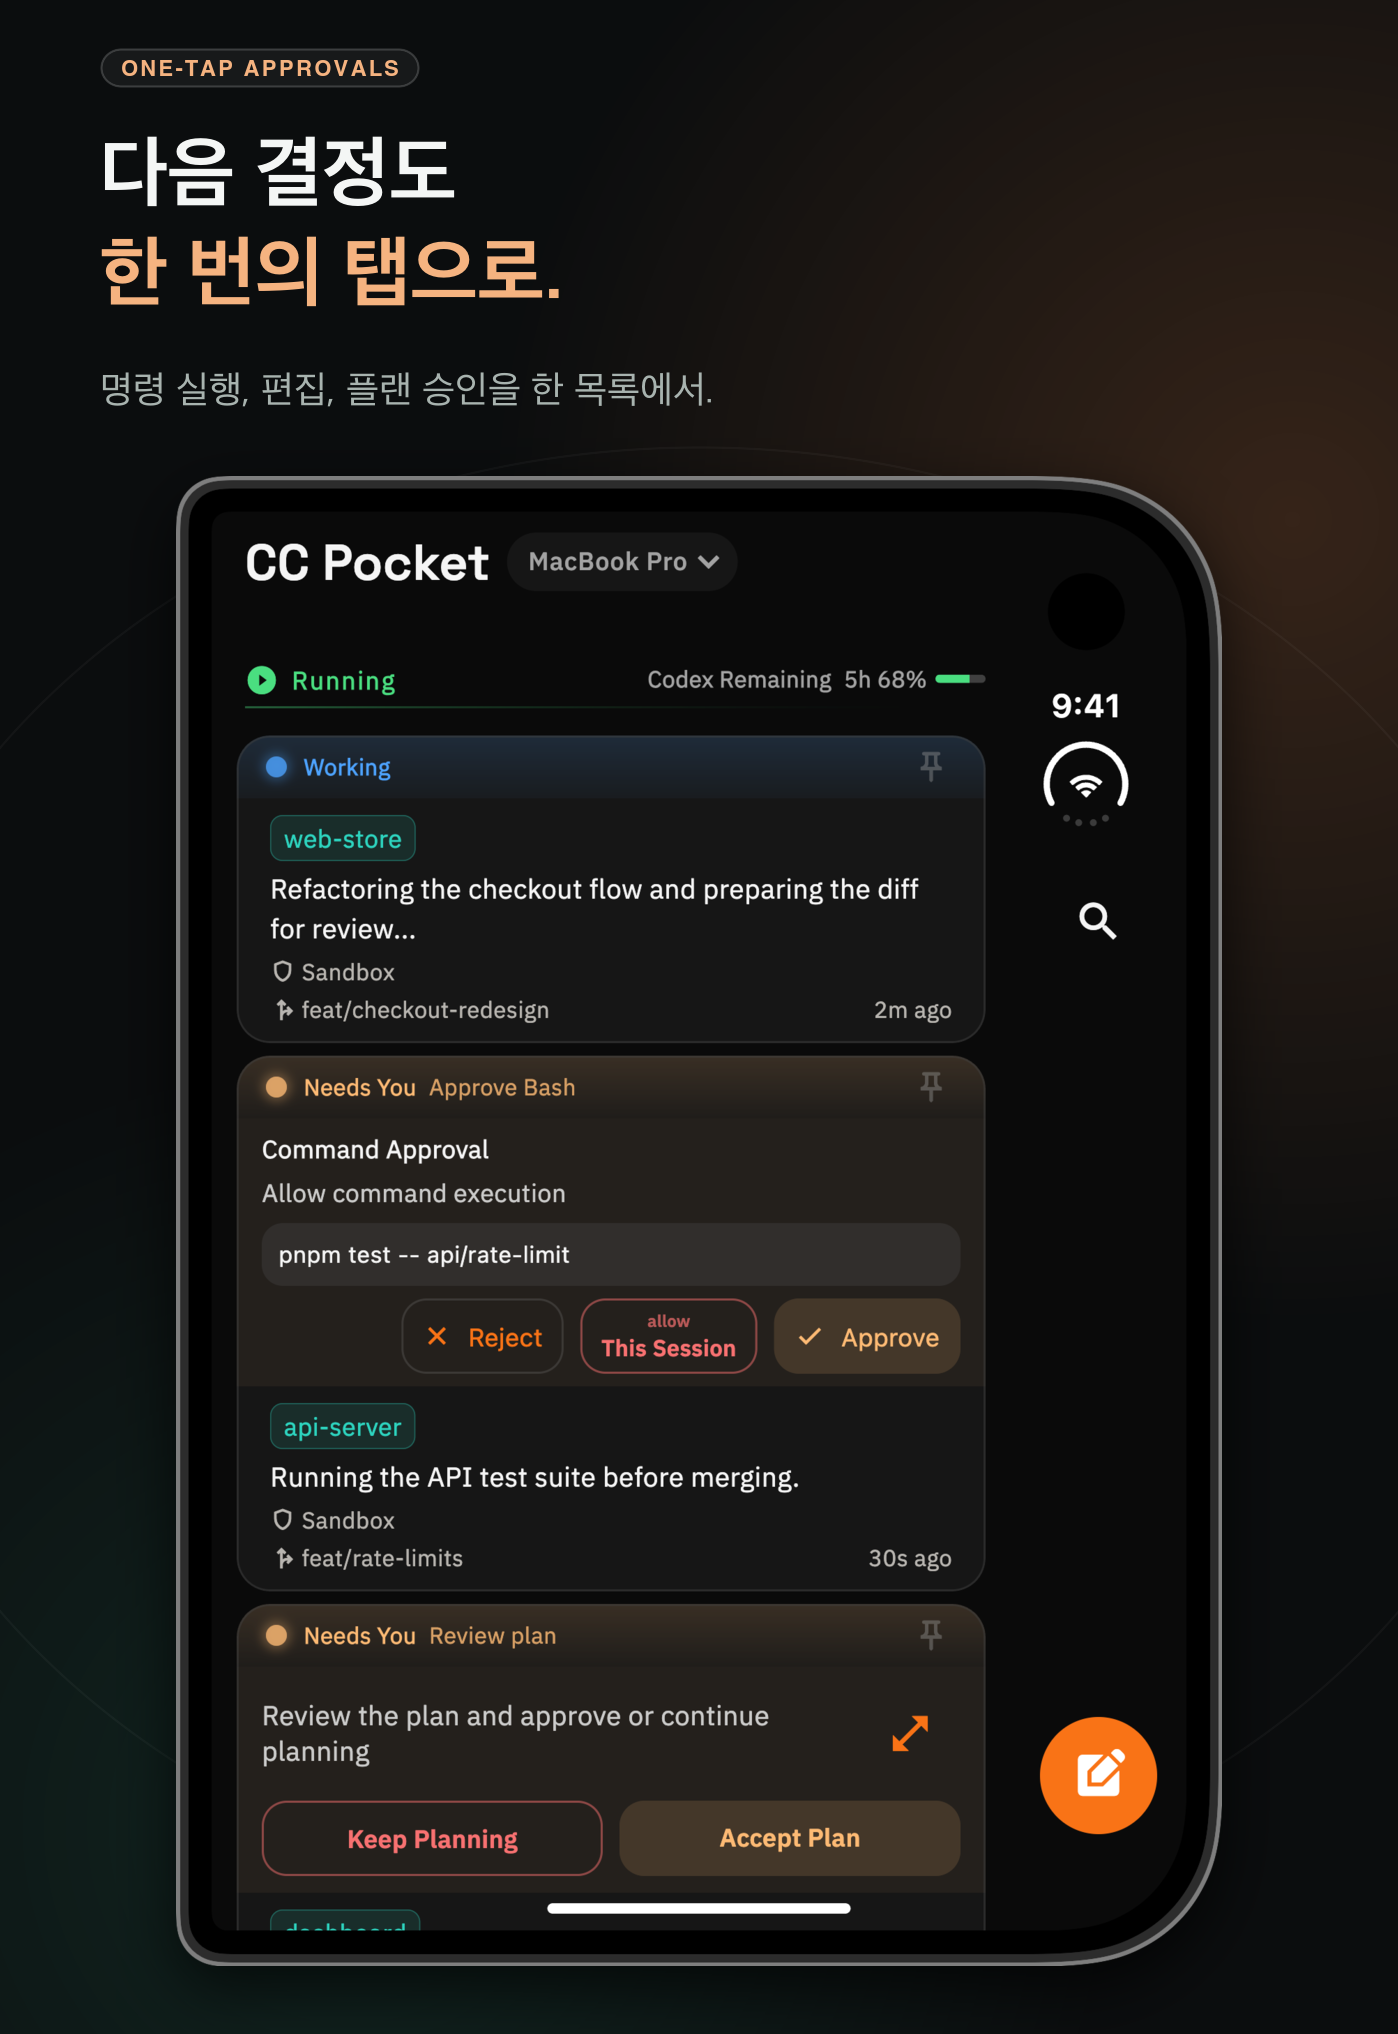 ONE-TAP APPROVALS
다음 결정도
한 번의 탭으로.
명령 실행, 편집, 플랜 승인을 한 목록에서.
CC Pocket
MacBook Pro
Running
Codex Remaining 5h 68%
9:41
Working
web-store
Refactoring the checkout flow and preparing the diff
for review...
Sandbox
feat/checkout-redesign
2m ago
Needs You Approve Bash
Command Approval
Allow command execution
pnpm test -- api/rate-limit
Reject
allow
This Session
Approve
api-server
Running the API test suite before merging.
Sandbox
feat/rate-limits
30s ago
Needs You Review plan
Review the plan and approve or continue
planning
Keep Planning
Accept Plan
dashboard